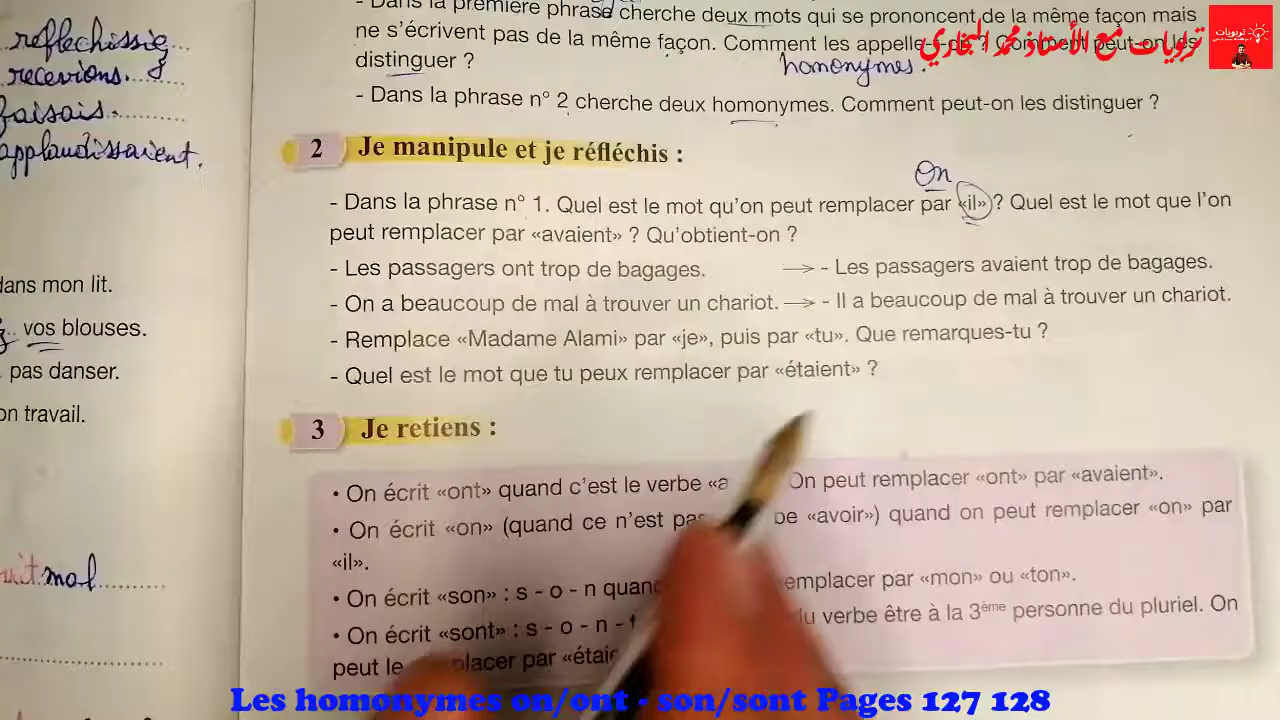 - Dans la première phrase cherche deux mots qui se prononcent de la même façon mais
ne s'écrivent pas de la même façon. Comment les appelle-t-on ? Comment peut-on les
distinguer ?
homonymes.
- Dans la phrase n° 2 cherche deux homonymes. Comment peut-on les distinguer ?
تربويات مع الأستاذ محمد البخاري
تربويات
reflechissig
recevions.
faisais.
applaudissaient.
2 Je manipule et je réfléchis :
On
- Dans la phrase n° 1. Quel est le mot qu'on peut remplacer par «il» ? Quel est le mot que l'on
peut remplacer par «avaient» ? Qu'obtient-on ?
- Les passagers ont trop de bagages. → - Les passagers avaient trop de bagages.
- On a beaucoup de mal à trouver un chariot. → - Il a beaucoup de mal à trouver un chariot.
- Remplace «Madame Alami» par «je», puis par «tu». Que remarques-tu ?
- Quel est le mot que tu peux remplacer par «étaient» ?
dans mon lit.
vos blouses.
pas danser.
on travail.
mal
3 Je retiens :
• On écrit «ont» quand c'est le verbe «a On peut remplacer «ont» par «avaient».
• On écrit «on» (quand ce n'est pas be «avoir») quand on peut remplacer «on» par
«il».
• On écrit «son» : s - o - n quand remplacer par «mon» ou «ton».
• On écrit «sont» : s - o - n - t du verbe être à la 3ème personne du pluriel. On
peut le placer par «étaie
Les homonymes on/ont - son/sont Pages 127 128